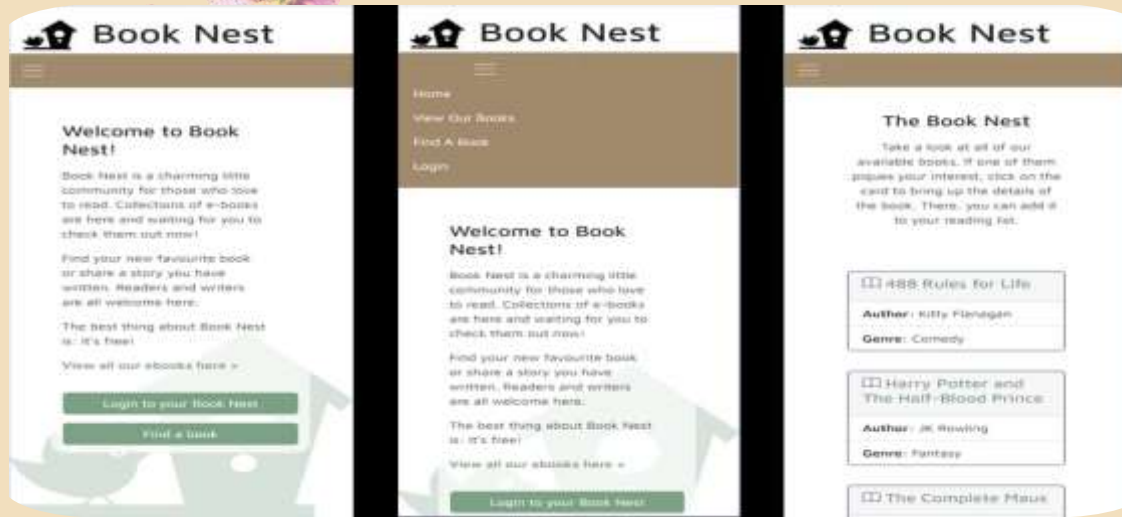 Book Nest
Welcome to Book
Nest!
Book Nest is a charming little
community for those who love
to read. Collections of e-books
are here and waiting for you to
check them out now!
Find your new favourite book
or share a story you have
written. Readers and writers
are all welcome here.
The best thing about Book Nest
is: it's free!
View all our ebooks here »
Login to your Book Nest
Find a book
Book Nest
Home
View Our Books
Find A Book
Login
Welcome to Book
Nest!
Book Nest is a charming little
community for those who love
to read. Collections of e-books
are here and waiting for you to
check them out now!
Find your new favourite book
or share a story you have
written. Readers and writers
are all welcome here.
The best thing about Book Nest
is: it's free!
View all our ebooks here »
Login to your Book Nest
Book Nest
The Book Nest
Take a look at all of our
available books. If one of them
piques your interest, click on the
card to bring up the details of
the book. There, you can add it
to your reading list.
488 Rules for Life
Author: Kitty Flanagan
Genre: Comedy
Harry Potter and
The Half-Blood Prince
Author: JK Rowling
Genre: Fantasy
The Complete Maus